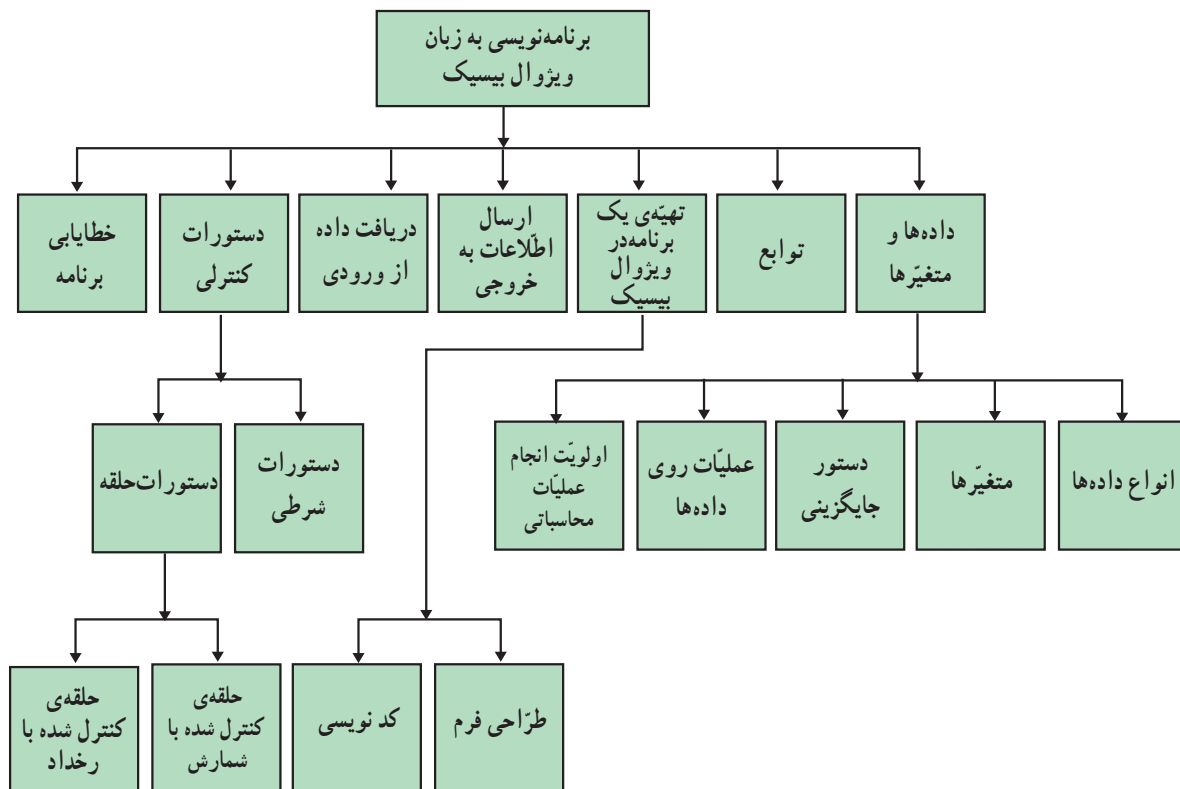 برنامه‌نویسی به زبان
ویژوال بیسیک
داده‌ها و
متغیّرها
توابع
تهیّه‌ی یک
برنامه‌در
ویژوال
بیسیک
ارسال
اطّلاعات به
خروجی
دریافت داده
از ورودی
دستورات
کنترلی
خطایابی
برنامه
انواع داده‌ها
متغیّرها
دستور
جایگزینی
عملیّات روی
داده‌ها
اولویّت انجام
عملیّات
محاسباتی
دستورات
شرطی
دستورات‌حلقه
طرّاحی فرم
کد نویسی
حلقه‌ی
کنترل شده با
شمارش
حلقه‌ی
کنترل شده با
رخداد